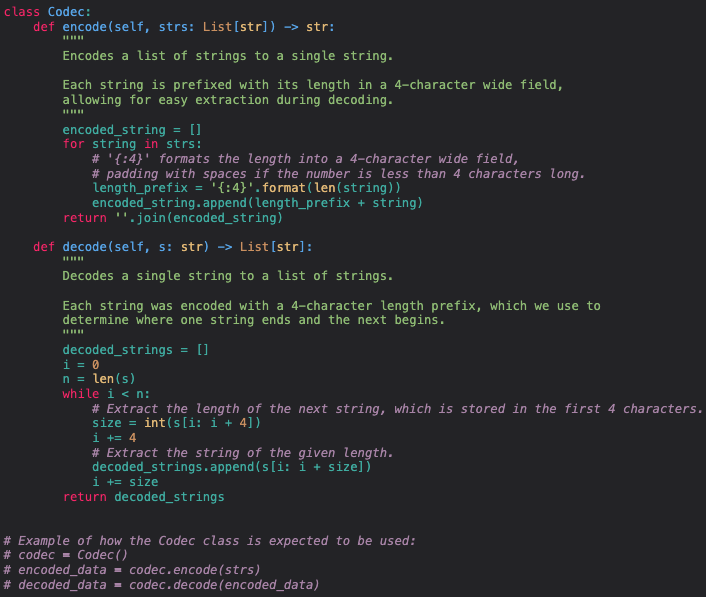 class Codec:
    def encode(self, strs: List[str]) -> str:
        """
        Encodes a list of strings to a single string.

        Each string is prefixed with its length in a 4-character wide field,
        allowing for easy extraction during decoding.
        """
        encoded_string = []
        for string in strs:
            # '{:4}' formats the length into a 4-character wide field,
            # padding with spaces if the number is less than 4 characters long.
            length_prefix = '{:4}'.format(len(string))
            encoded_string.append(length_prefix + string)
        return ''.join(encoded_string)

    def decode(self, s: str) -> List[str]:
        """
        Decodes a single string to a list of strings.

        Each string was encoded with a 4-character length prefix, which we use to
        determine where one string ends and the next begins.
        """
        decoded_strings = []
        i = 0
        n = len(s)
        while i < n:
            # Extract the length of the next string, which is stored in the first 4 characters.
            size = int(s[i: i + 4])
            i += 4
            # Extract the string of the given length.
            decoded_strings.append(s[i: i + size])
            i += size
        return decoded_strings


# Example of how the Codec class is expected to be used:
# codec = Codec()
# encoded_data = codec.encode(strs)
# decoded_data = codec.decode(encoded_data)